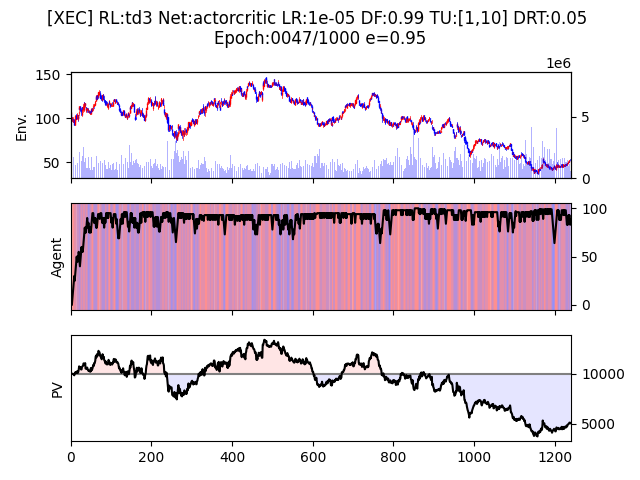 [XEC] RL:td3 Net:actorcritic LR:1e-05 DF:0.99 TU:[1,10] DRT:0.05
Epoch:0047/1000 e=0.95
1e6
150
100
50
Env.
5
0
Agent
100
50
0
PV
10000
5000
0
200
400
600
800
1000
1200